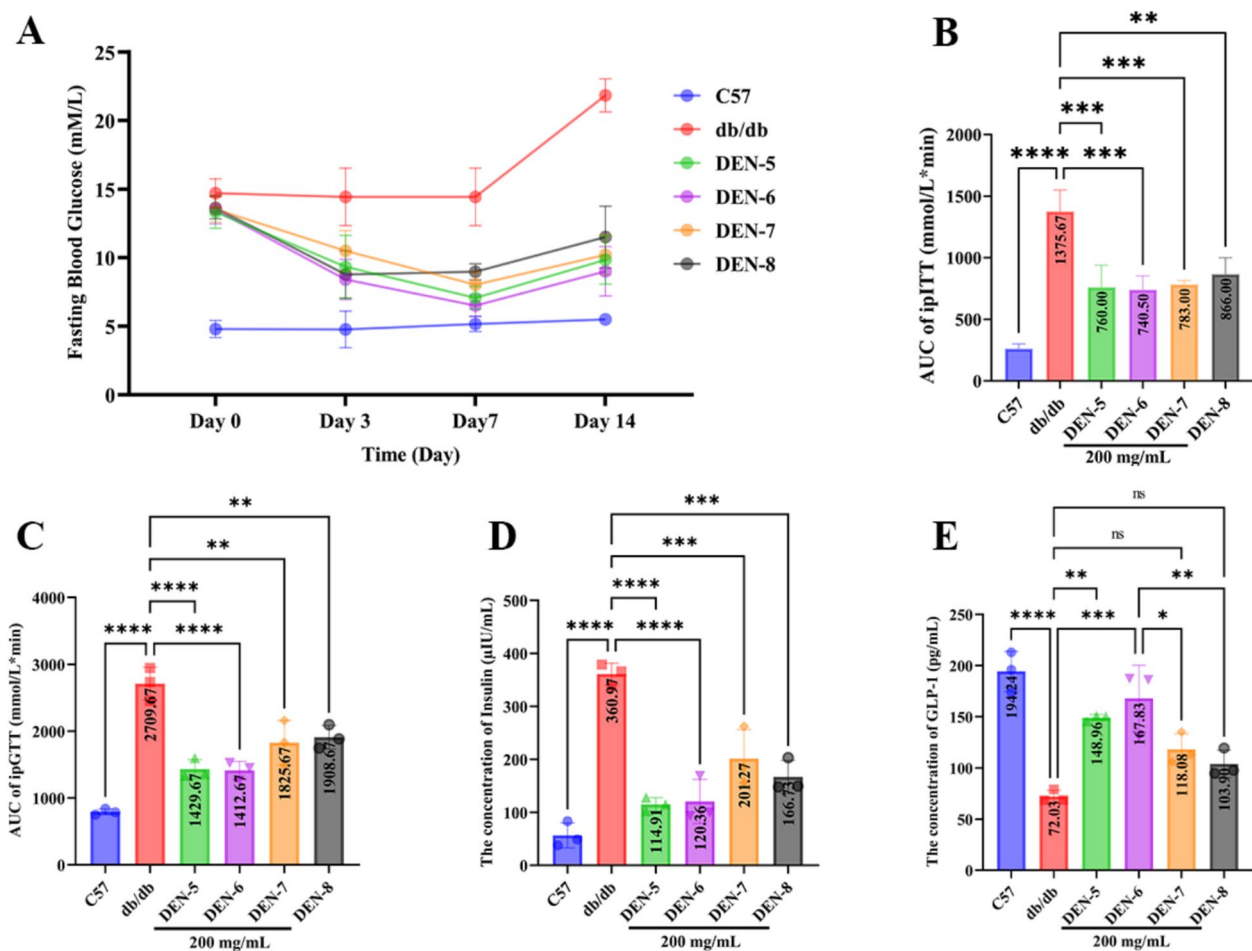 A
Fasting Blood Glucose (mM/L)
25
20
15
10
5
0
Day 0 Day 3 Day7 Day 14
Time (Day)
C57
db/db
DEN-5
DEN-6
DEN-7
DEN-8
B
AUC of ipITT (mmol/L*min)
2000
1500
1000
500
0
**
***
***
**** ***
1375.67 760.00 740.50 783.00 866.00
C57 db/db DEN-5 DEN-6 DEN-7 DEN-8
200 mg/mL
C
AUC of ipGTT (mmol/L*min)
4000
3000
2000
1000
0
**
**
****
**** ****
2709.67 1429.67 1412.67 1825.67 1908.67
C57 db/db DEN-5 DEN-6 DEN-7 DEN-8
200 mg/mL
D
The concentration of Insulin (μIU/mL)
500
400
300
200
100
0
***
***
****
**** ****
360.97 114.91 120.36 201.27
C57 db/db DEN-5 DEN-6 DEN-7 DEN-8
200 mg/mL
E
The concentration of GLP-1 (pg/mL)
250
200
150
100
50
0
ns
ns
** **
**** *** *
194.24 72.03 148.96 167.83 118.08
C57 db/db DEN-5 DEN-6 DEN-7 DEN-8
200 mg/mL